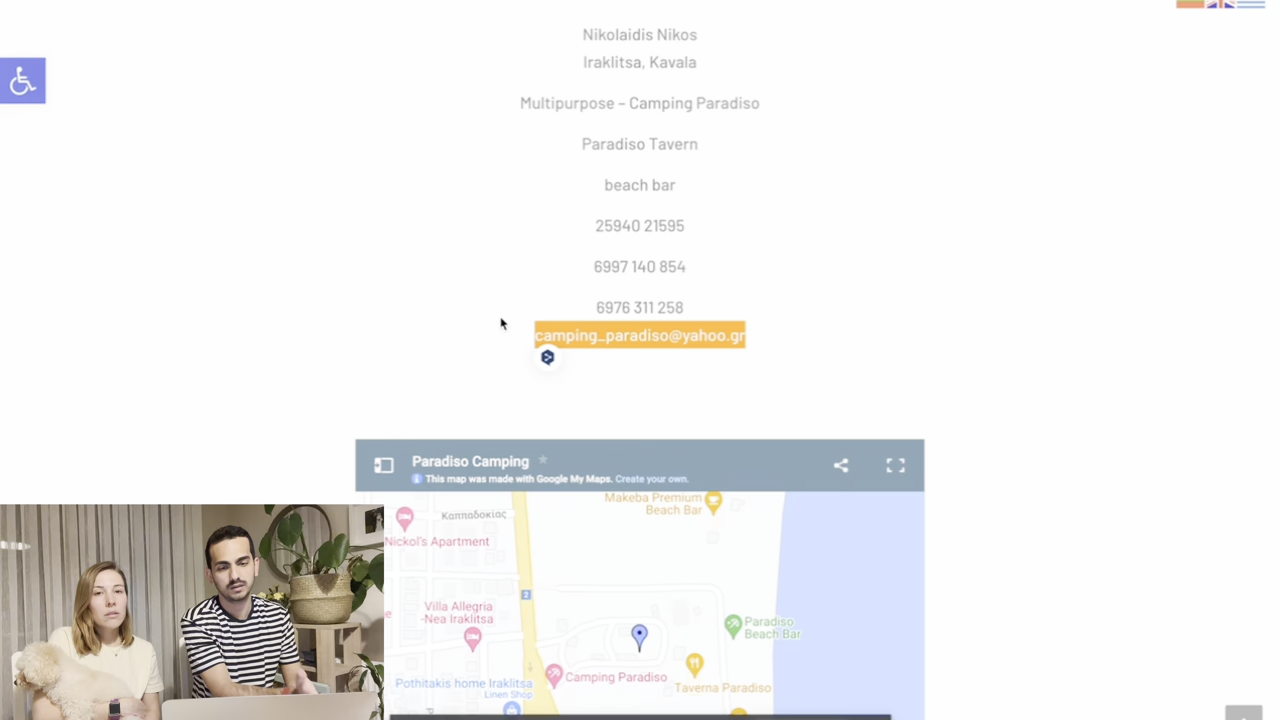 Nikolaidis Nikos
Iraklitsa, Kavala
Multipurpose – Camping Paradiso
Paradiso Tavern
beach bar
25940 21595
6997 140 854
6976 311 258
camping_paradiso@yahoo.gr
Paradiso Camping
This map was made with Google My Maps. Create your own.
Makeba Premium
Beach Bar
Καππαδοκίας
Nickol's Apartment
2
Villa Allegria
-Nea Iraklitsa
Paradiso
Beach Bar
Camping Paradiso
Pothitakis home Iraklitsa
Linen Shop
Taverna Paradiso